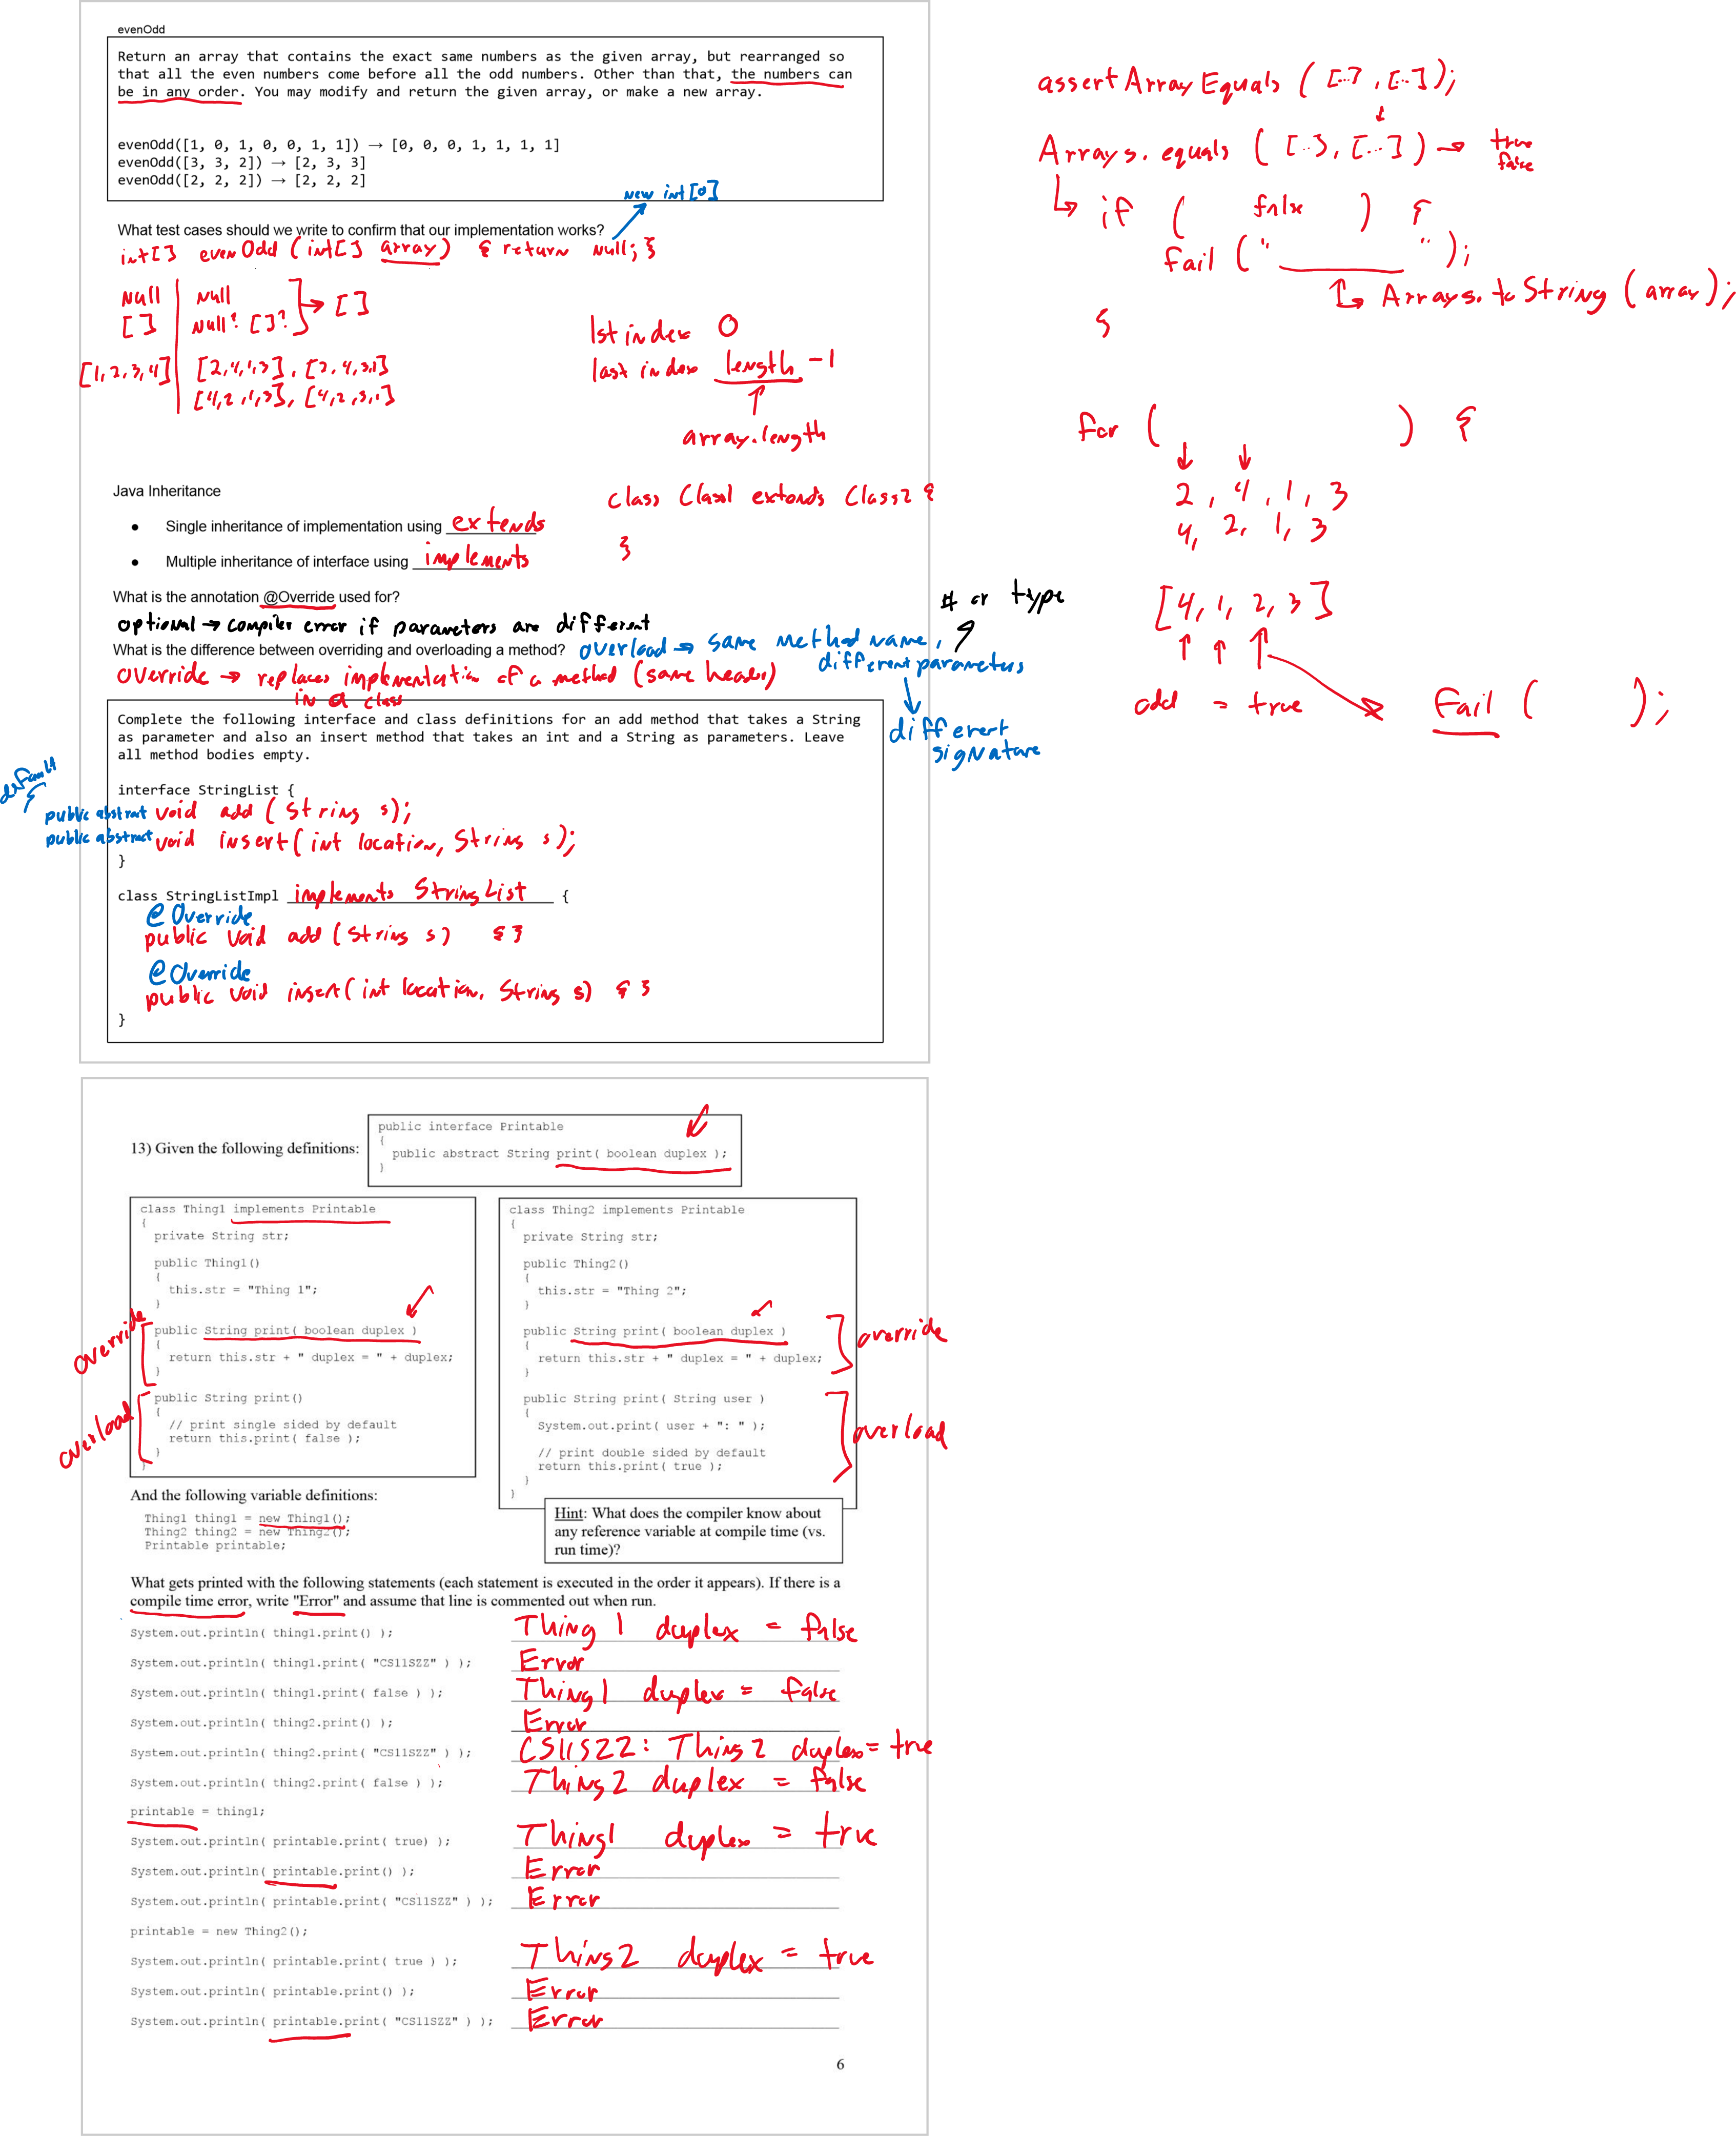 evenOdd
Return an array that contains the exact same numbers as the given array, but rearranged so
that all the even numbers come before all the odd numbers. Other than that, the numbers can
be in any order. You may modify and return the given array, or make a new array.
evenOdd([1, 0, 1, 0, 0, 1, 1]) → [0, 0, 0, 1, 1, 1, 1]
evenOdd([3, 3, 2]) → [2, 3, 3]
evenOdd([2, 2, 2]) → [2, 2, 2]
new int[0]
What test cases should we write to confirm that our implementation works?
int[] evenOdd (int[] array) { return null; }
null | null
[] | null? []? → []
[1,2,3,4] | [2,4,1,3], [2,4,3,1]
[4,2,1,3], [4,2,3,1]
1st index 0
last index length -1
array.length
Java Inheritance
class Class1 extends Class2 {
}
● Single inheritance of implementation using extends
● Multiple inheritance of interface using implements
What is the annotation @Override used for?
optional → compiler error if parameters are different
What is the difference between overriding and overloading a method? overload → same method name,
different parameters
# or type
different
signature
override → replaces implementation of a method (same header)
in a class
Complete the following interface and class definitions for an add method that takes a String
as parameter and also an insert method that takes an int and a String as parameters. Leave
all method bodies empty.
interface StringList {
default
public abstract void add (String s);
public abstract void insert(int location, String s);
}
class StringListImpl implements StringList {
@Override
public void add (String s) { }
@Override
public void insert(int location, String s) { }
}
assertArrayEquals ([..], [..]);
Arrays.equals ([..], [..]) → true
false
if ( false ) {
fail (" ");
Arrays.toString (array);
}
for ( ) {
2, 4, 1, 3
4, 2, 1, 3
[4, 1, 2, 3]
odd = true
fail ( );
13) Given the following definitions:
public interface Printable
{
public abstract String print( boolean duplex );
}
class Thing1 implements Printable
{
private String str;
public Thing1()
{
this.str = "Thing 1";
}
override
public String print( boolean duplex )
{
return this.str + " duplex = " + duplex;
}
overload
public String print()
{
// print single sided by default
return this.print( false );
}
}
class Thing2 implements Printable
{
private String str;
public Thing2()
{
this.str = "Thing 2";
}
public String print( boolean duplex )
{
return this.str + " duplex = " + duplex;
}
override
public String print( String user )
{
System.out.print( user + ": " );
// print double sided by default
return this.print( true );
}
}
overload
And the following variable definitions:
Thing1 thing1 = new Thing1();
Thing2 thing2 = new Thing2();
Printable printable;
Hint: What does the compiler know about
any reference variable at compile time (vs.
run time)?
What gets printed with the following statements (each statement is executed in the order it appears). If there is a
compile time error, write "Error" and assume that line is commented out when run.
System.out.println( thing1.print() ); Thing 1 duplex = false
System.out.println( thing1.print( "CS11SZZ" ) ); Error
System.out.println( thing1.print( false ) ); Thing1 duplex = false
System.out.println( thing2.print() ); Error
System.out.println( thing2.print( "CS11SZZ" ) ); CS11SZZ: Thing2 duplex= true
System.out.println( thing2.print( false ) ); Thing2 duplex = false
printable = thing1;
System.out.println( printable.print( true) ); Thing1 duplex = true
System.out.println( printable.print() ); Error
System.out.println( printable.print( "CS11SZZ" ) ); Error
printable = new Thing2();
System.out.println( printable.print( true ) ); Thing2 duplex = true
System.out.println( printable.print() ); Error
System.out.println( printable.print( "CS11SZZ" ) ); Error
6